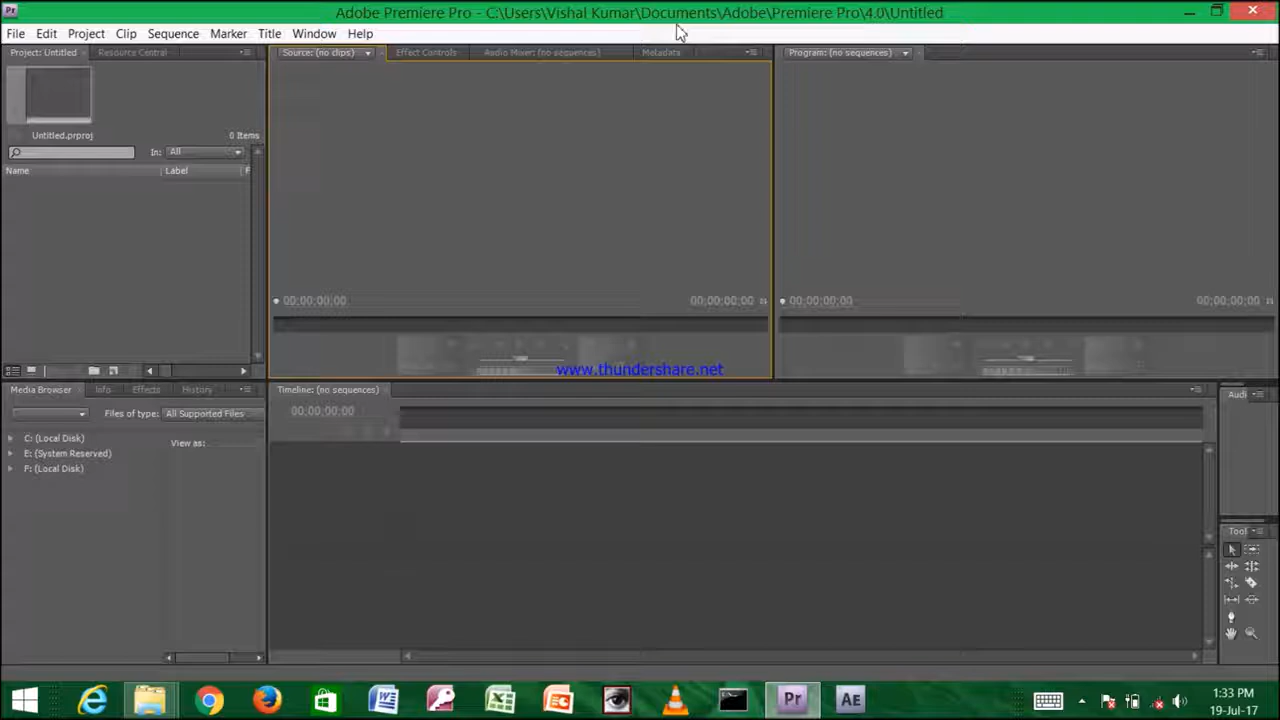 Adobe Premiere Pro - C:\Users\Vishal Kumar\Documents\Adobe\Premiere Pro\4.0\Untitled
File Edit Project Clip Sequence Marker Title Window Help
Project: Untitled Resource Central
Source: (no clips) Effect Controls Audio Mixer: (no sequences) Metadata
Program: (no sequences)
Untitled.prproj 0 Items
In: All
Name Label F
00;00;00;00 00;00;00;00
00;00;00;00 00;00;00;00
www.thundershare.net
Media Browser Info Effects History
Files of type: All Supported Files
C: (Local Disk)
E: (System Reserved)
F: (Local Disk)
View as:
Timeline: (no sequences)
00;00;00;00
Audi
Tool
Pr AE
1:33 PM
19-Jul-17